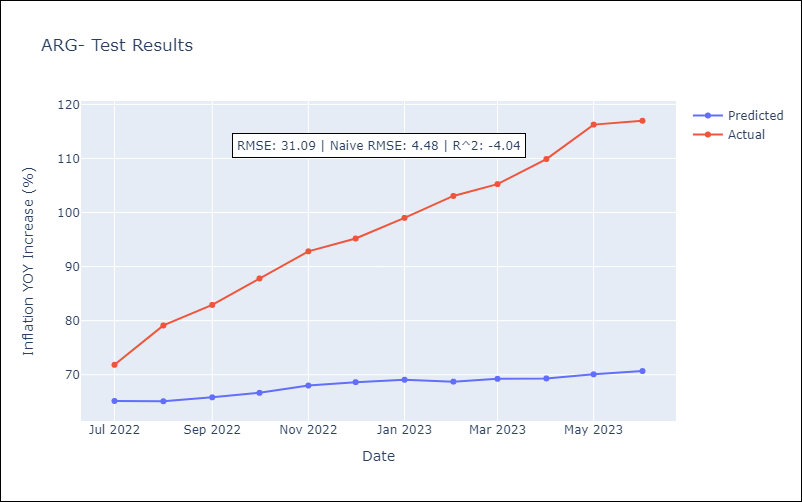 ARG- Test Results
120
110
100
90
80
70
Inflation YOY Increase (%)
RMSE: 31.09 | Naive RMSE: 4.48 | R^2: -4.04
Predicted
Actual
Jul 2022 Sep 2022 Nov 2022 Jan 2023 Mar 2023 May 2023
Date